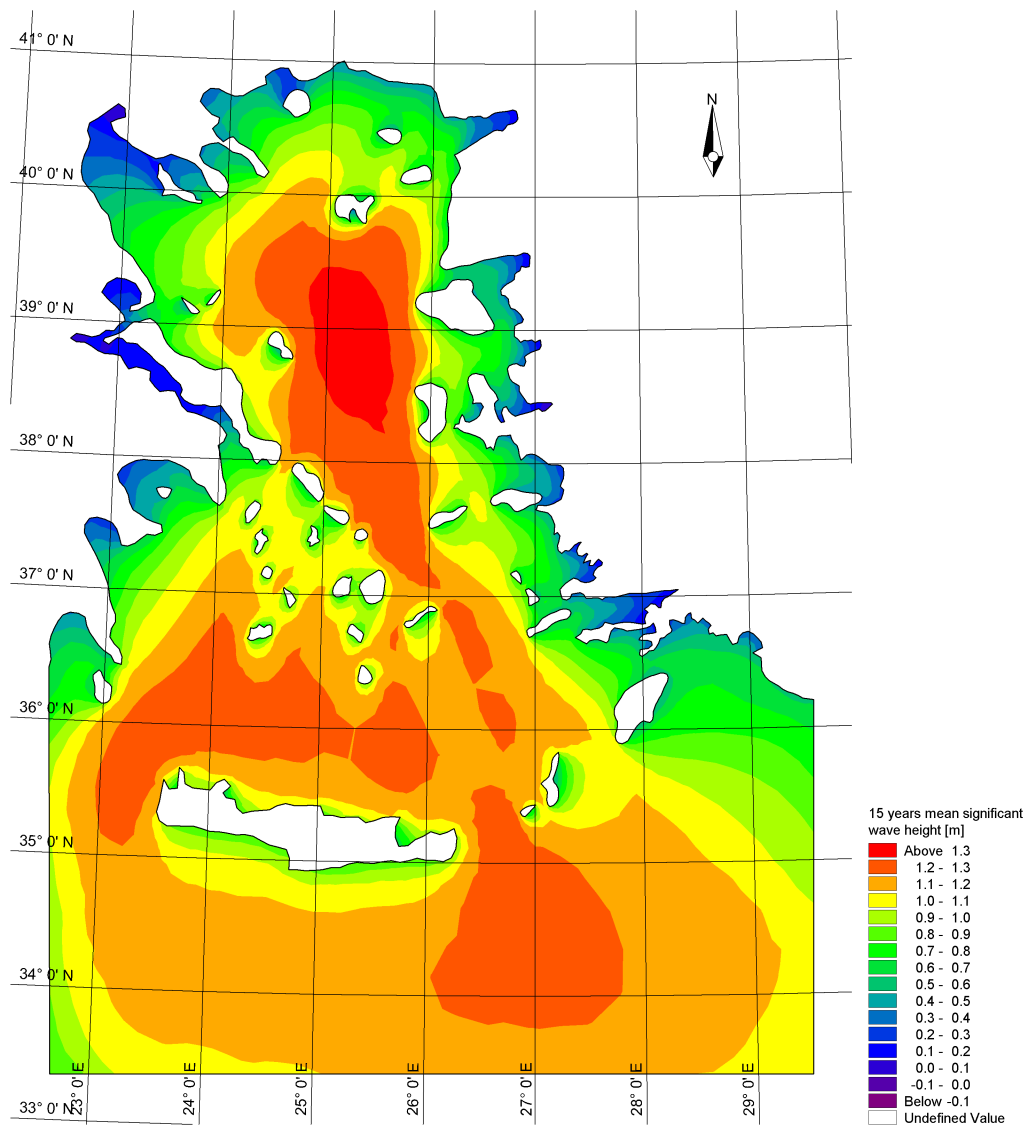 41° 0' N
N
40° 0' N
39° 0' N
38° 0' N
37° 0' N
36° 0' N
35° 0' N
34° 0' N
33° 0' N
23° 0' E
24° 0' E
25° 0' E
26° 0' E
27° 0' E
28° 0' E
29° 0' E
15 years mean significant
wave height [m]
Above 1.3
1.2 - 1.3
1.1 - 1.2
1.0 - 1.1
0.9 - 1.0
0.8 - 0.9
0.7 - 0.8
0.6 - 0.7
0.5 - 0.6
0.4 - 0.5
0.3 - 0.4
0.2 - 0.3
0.1 - 0.2
0.0 - 0.1
-0.1 - 0.0
Below -0.1
Undefined Value